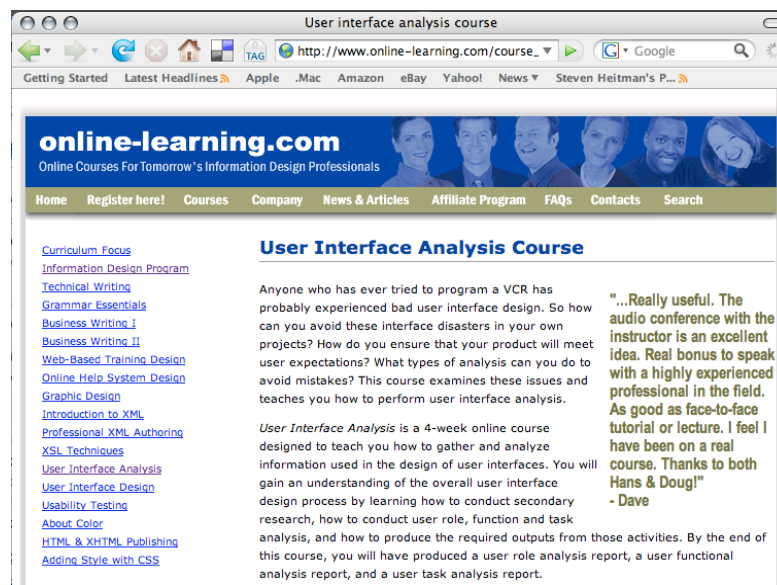 User interface analysis course
TAG http://www.online-learning.com/course_ G Google
Getting Started Latest Headlines Apple .Mac Amazon eBay Yahoo! News Steven Heitman's P...
online-learning.com
Online Courses For Tomorrow's Information Design Professionals
Home Register here! Courses Company News & Articles Affiliate Program FAQs Contacts Search
Curriculum Focus
Information Design Program
Technical Writing
Grammar Essentials
Business Writing I
Business Writing II
Web-Based Training Design
Online Help System Design
Graphic Design
Introduction to XML
Professional XML Authoring
XSL Techniques
User Interface Analysis
User Interface Design
Usability Testing
About Color
HTML & XHTML Publishing
Adding Style with CSS
User Interface Analysis Course
Anyone who has ever tried to program a VCR has
probably experienced bad user interface design. So how
can you avoid these interface disasters in your own
projects? How do you ensure that your product will meet
user expectations? What types of analysis can you do to
avoid mistakes? This course examines these issues and
teaches you how to perform user interface analysis.
User Interface Analysis is a 4-week online course
designed to teach you how to gather and analyze
information used in the design of user interfaces. You will
gain an understanding of the overall user interface
design process by learning how to conduct secondary
research, how to conduct user role, function and task
analysis, and how to produce the required outputs from those activities. By the end of
this course, you will have produced a user role analysis report, a user functional
analysis report, and a user task analysis report.
"...Really useful. The
audio conference with the
instructor is an excellent
idea. Real bonus to speak
with a highly experienced
professional in the field.
As good as face-to-face
tutorial or lecture. I feel I
have been on a real
course. Thanks to both
Hans & Doug!"
- Dave